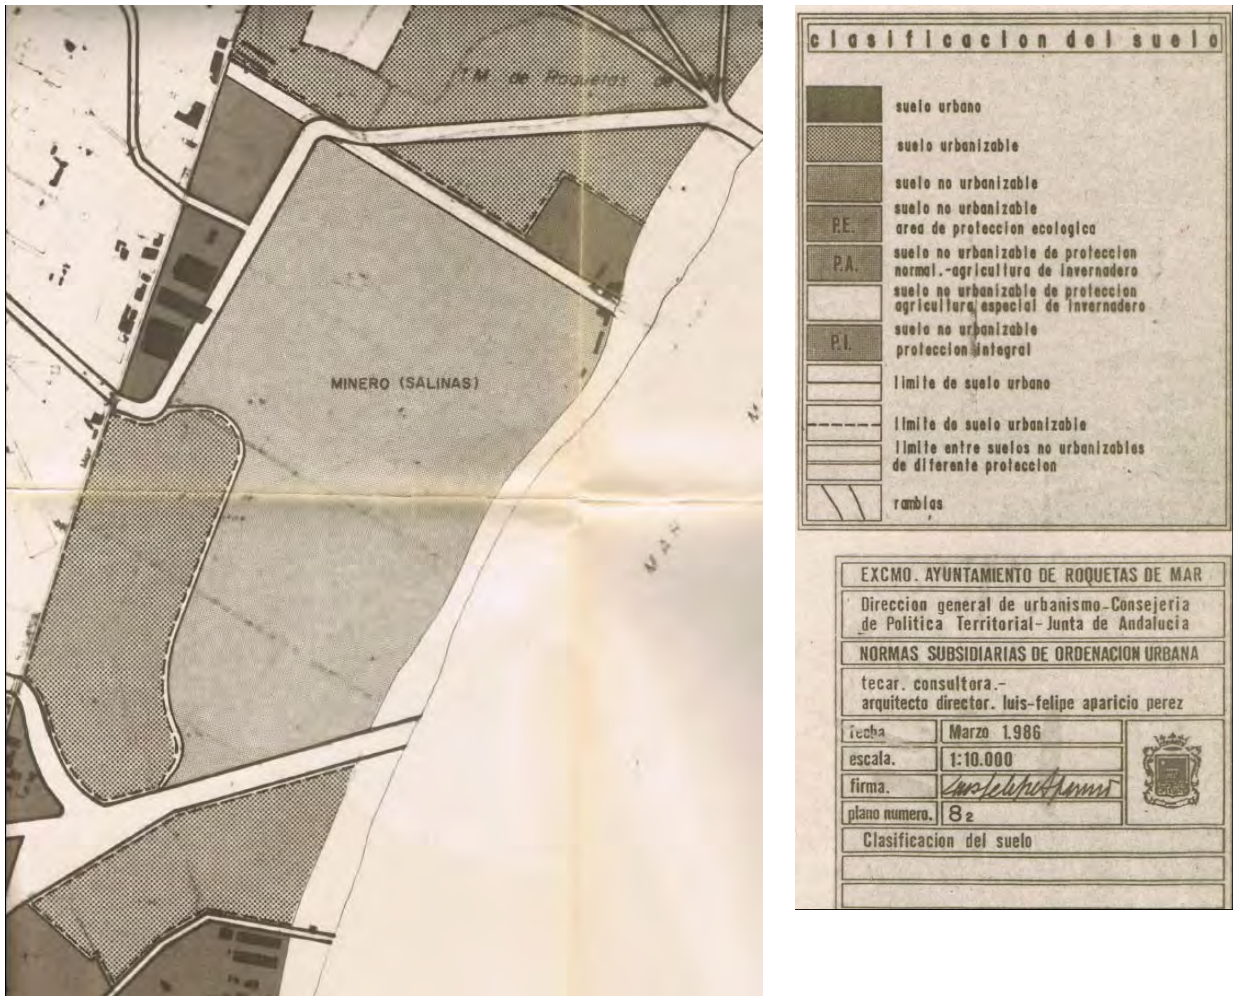 T.M. de Roquetas de Mar
MINERO (SALINAS)
MAR
clasificacion del suelo
suelo urbano
suelo urbanizable
suelo no urbanizable
P.E.
suelo no urbanizable
area de proteccion ecologica
P.A.
suelo no urbanizable de proteccion
normal.-agricultura de invernadero
suelo no urbanizable de proteccion
agricultura especial de invernadero
P.I.
suelo no urbanizable
proteccion integral
limite de suelo urbano
limite de suelo urbanizable
limite entre suelos no urbanizables
de diferente proteccion
ramblas
EXCMO. AYUNTAMIENTO DE ROQUETAS DE MAR
Direccion general de urbanismo-Consejeria
de Politica Territorial-Junta de Andalucia
NORMAS SUBSIDIARIAS DE ORDENACION URBANA
tecar. consultora.-
arquitecto director. luis-felipe aparicio perez
fecha Marzo 1.986
escala. 1:10.000
firma.
plano numero. 8₂
Clasificacion del suelo